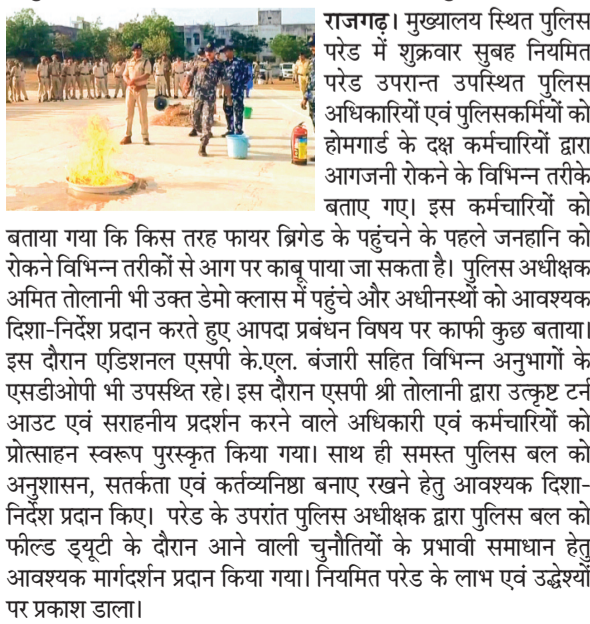 राजगढ़। मुख्यालय स्थित पुलिस
परेड में शुक्रवार सुबह नियमित
परेड उपरान्त उपस्थित पुलिस
अधिकारियों एवं पुलिसकर्मियों को
होमगार्ड के दक्ष कर्मचारियों द्वारा
आगजनी रोकने के विभिन्न तरीके
बताए गए। इस कर्मचारियों को
बताया गया कि किस तरह फायर ब्रिगेड के पहुंचने के पहले जनहानि को
रोकने विभिन्न तरीकों से आग पर काबू पाया जा सकता है। पुलिस अधीक्षक
अमित तोलानी भी उक्त डेमो क्लास में पहुंचे और अधीनस्थों को आवश्यक
दिशा-निर्देश प्रदान करते हुए आपदा प्रबंधन विषय पर काफी कुछ बताया।
इस दौरान एडिशनल एसपी के.एल. बंजारी सहित विभिन्न अनुभागों के
एसडीओपी भी उपस्थित रहे। इस दौरान एसपी श्री तोलानी द्वारा उत्कृष्ट टर्न
आउट एवं सराहनीय प्रदर्शन करने वाले अधिकारी एवं कर्मचारियों को
प्रोत्साहन स्वरूप पुरस्कृत किया गया। साथ ही समस्त पुलिस बल को
अनुशासन, सतर्कता एवं कर्तव्यनिष्ठा बनाए रखने हेतु आवश्यक दिशा-
निर्देश प्रदान किए। परेड के उपरांत पुलिस अधीक्षक द्वारा पुलिस बल को
फील्ड ड्यूटी के दौरान आने वाली चुनौतियों के प्रभावी समाधान हेतु
आवश्यक मार्गदर्शन प्रदान किया गया। नियमित परेड के लाभ एवं उद्धेश्यों
पर प्रकाश डाला।